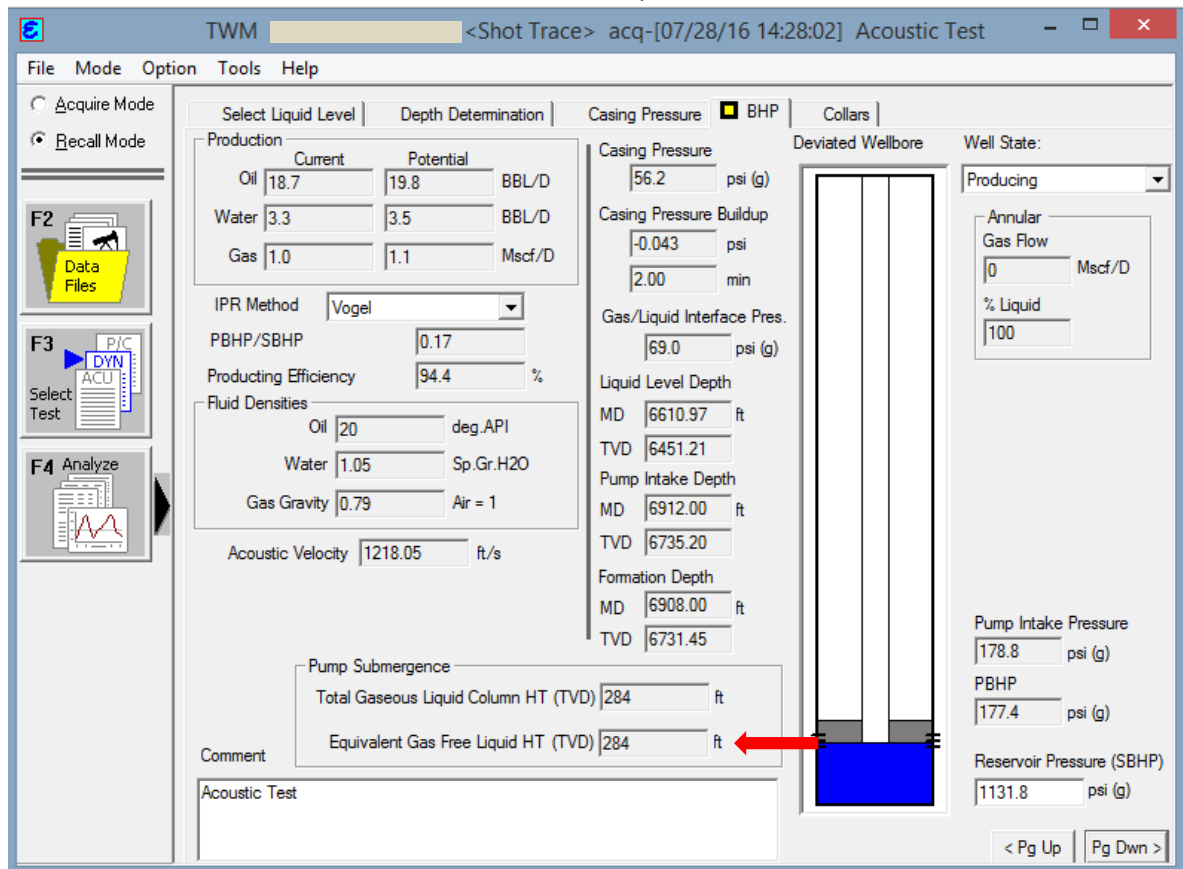 TWM <Shot Trace> acq-[07/28/16 14:28:02] Acoustic Test
File Mode Option Tools Help
Acquire Mode
Recall Mode
F2
Data
Files
F3
P/C
DYN
ACU
Select
Test
F4 Analyze
Select Liquid Level Depth Determination Casing Pressure BHP Collars
Production
Current Potential
Oil 18.7 19.8 BBL/D
Water 3.3 3.5 BBL/D
Gas 1.0 1.1 Mscf/D
IPR Method Vogel
PBHP/SBHP 0.17
Producting Efficiency 94.4 %
Fluid Densities
Oil 20 deg.API
Water 1.05 Sp.Gr.H2O
Gas Gravity 0.79 Air = 1
Acoustic Velocity 1218.05 ft/s
Casing Pressure
56.2 psi (g)
Casing Pressure Buildup
-0.043 psi
2.00 min
Gas/Liquid Interface Pres.
69.0 psi (g)
Liquid Level Depth
MD 6610.97 ft
TVD 6451.21
Pump Intake Depth
MD 6912.00 ft
TVD 6735.20
Formation Depth
MD 6908.00 ft
TVD 6731.45
Pump Submergence
Total Gaseous Liquid Column HT (TVD) 284 ft
Equivalent Gas Free Liquid HT (TVD) 284 ft
Comment
Acoustic Test
Deviated Wellbore
Well State:
Producing
Annular
Gas Flow
0 Mscf/D
% Liquid
100
Pump Intake Pressure
178.8 psi (g)
PBHP
177.4 psi (g)
Reservoir Pressure (SBHP)
1131.8 psi (g)
< Pg Up Pg Dwn >